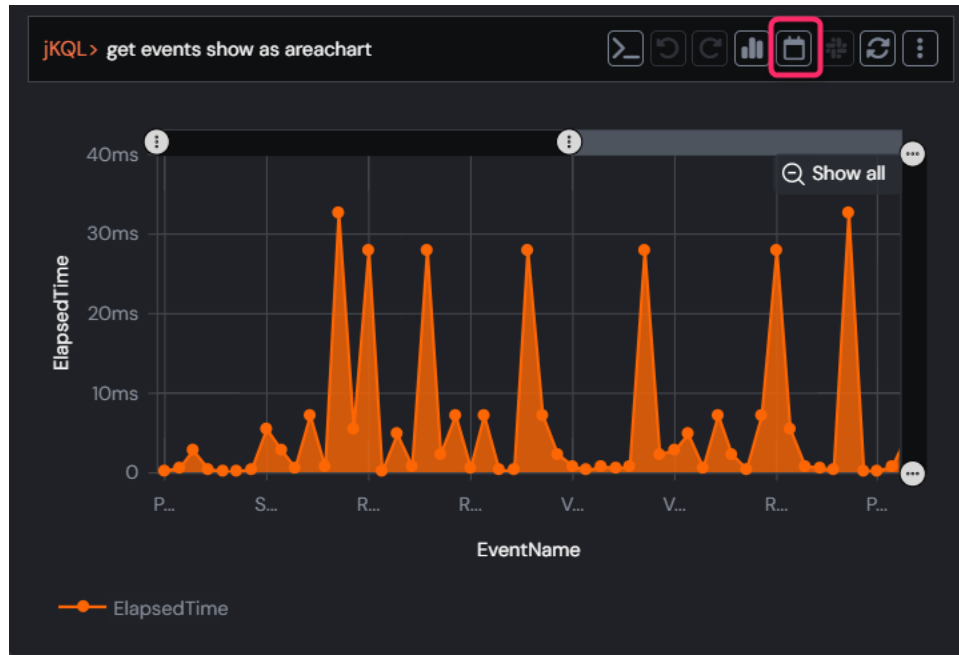 jKQL> get events show as areachart
Show all
40ms
30ms
20ms
10ms
0
ElapsedTime
P... S... R... R... V... V... R... P...
EventName
ElapsedTime